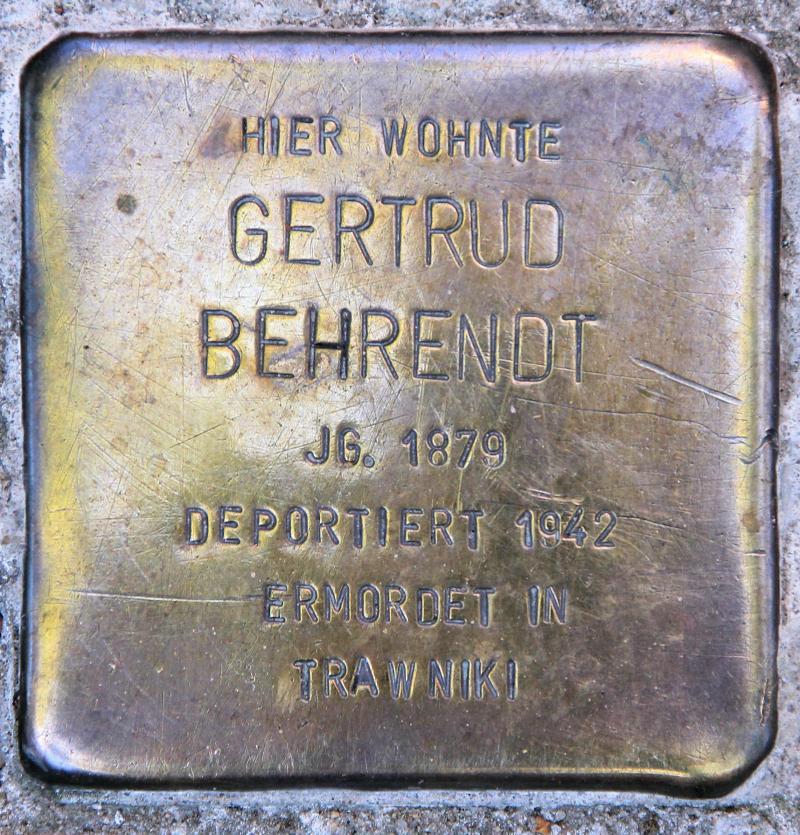 HIER WOHNTE
GERTRUD
BEHRENDT
JG. 1879
DEPORTIERT 1942
ERMORDET IN
TRAWNIKI